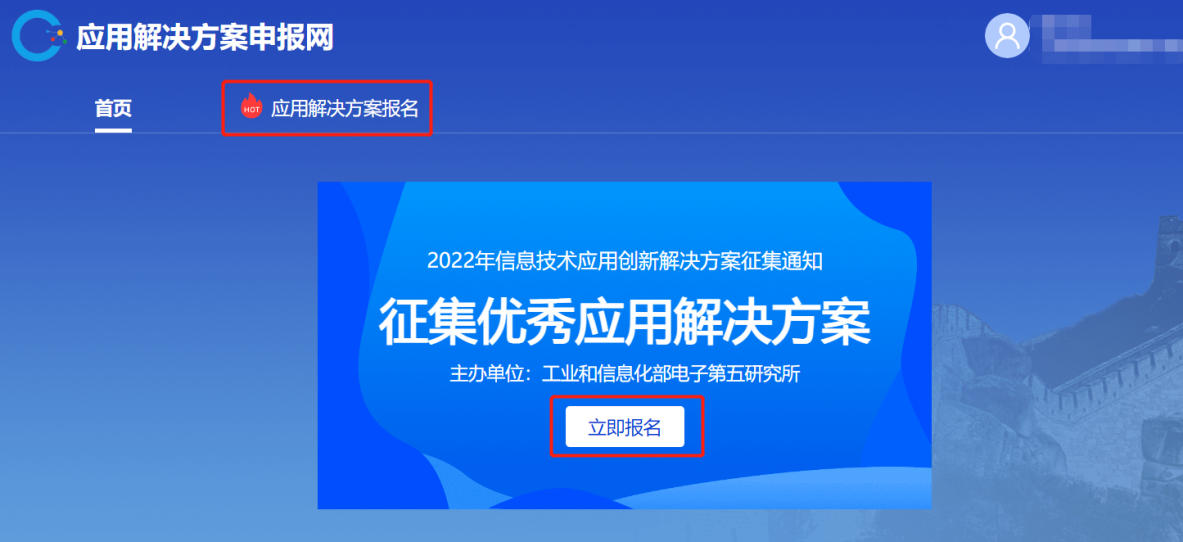 应用解决方案申报网
首页
HOT 应用解决方案报名
2022年信息技术应用创新解决方案征集通知
征集优秀应用解决方案
主办单位：工业和信息化部电子第五研究所
立即报名